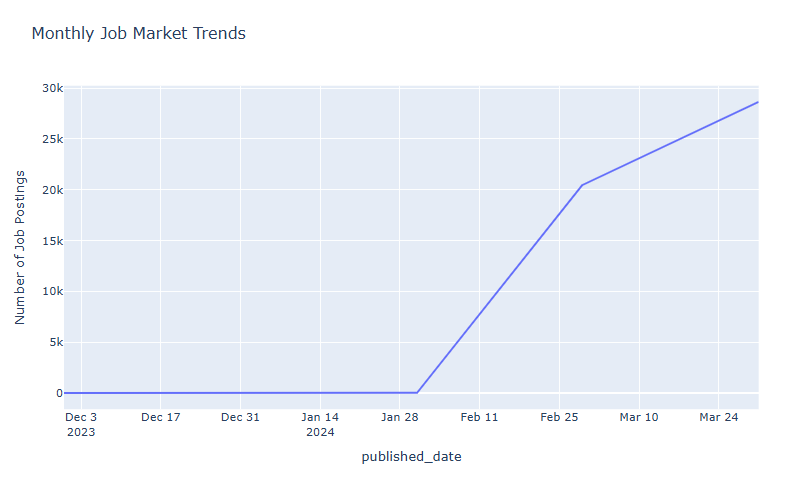 Monthly Job Market Trends
30k
25k
20k
15k
10k
5k
0
Number of Job Postings
Dec 3
2023
Dec 17
Dec 31
Jan 14
2024
Jan 28
Feb 11
Feb 25
Mar 10
Mar 24
published_date